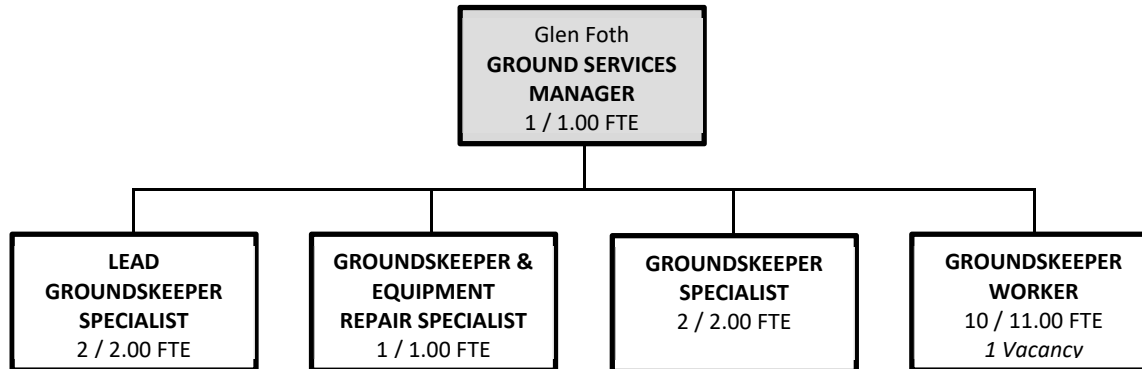 Glen Foth
GROUND SERVICES
MANAGER
1 / 1.00 FTE
LEAD
GROUNDSKEEPER
SPECIALIST
2 / 2.00 FTE
GROUNDSKEEPER &
EQUIPMENT
REPAIR SPECIALIST
1 / 1.00 FTE
GROUNDSKEEPER
SPECIALIST
2 / 2.00 FTE
GROUNDSKEEPER
WORKER
10 / 11.00 FTE
1 Vacancy